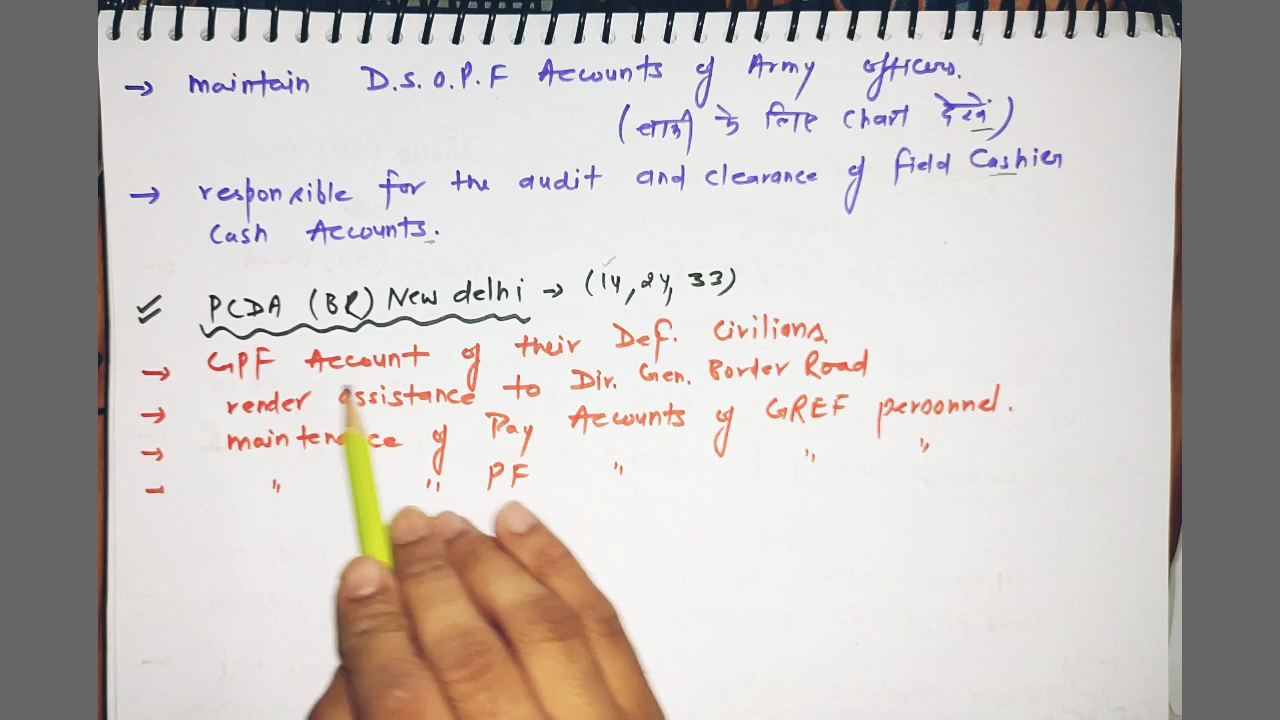 → maintain D.S.O.P.F Accounts of Army officers.
(बाकी के लिए chart देखें)
→ responsible for the audit and clearance of field Cashier
Cash Accounts.
PCDA (BR) New delhi → (14, 24, 33)
→ GPF Account of their Def. Civilians.
→ render assistance to Dir. Gen. Border Road
→ maintenance of Pay Accounts of GREF personnel.
→ " " PF " " "